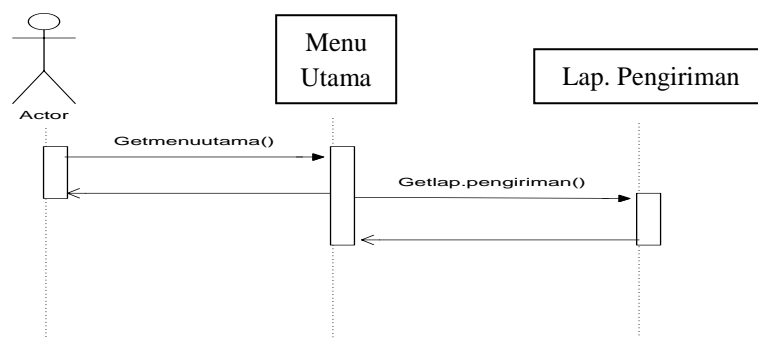 Menu
Utama
Lap. Pengiriman
Actor
Getmenuutama()
Getlap.pengiriman()